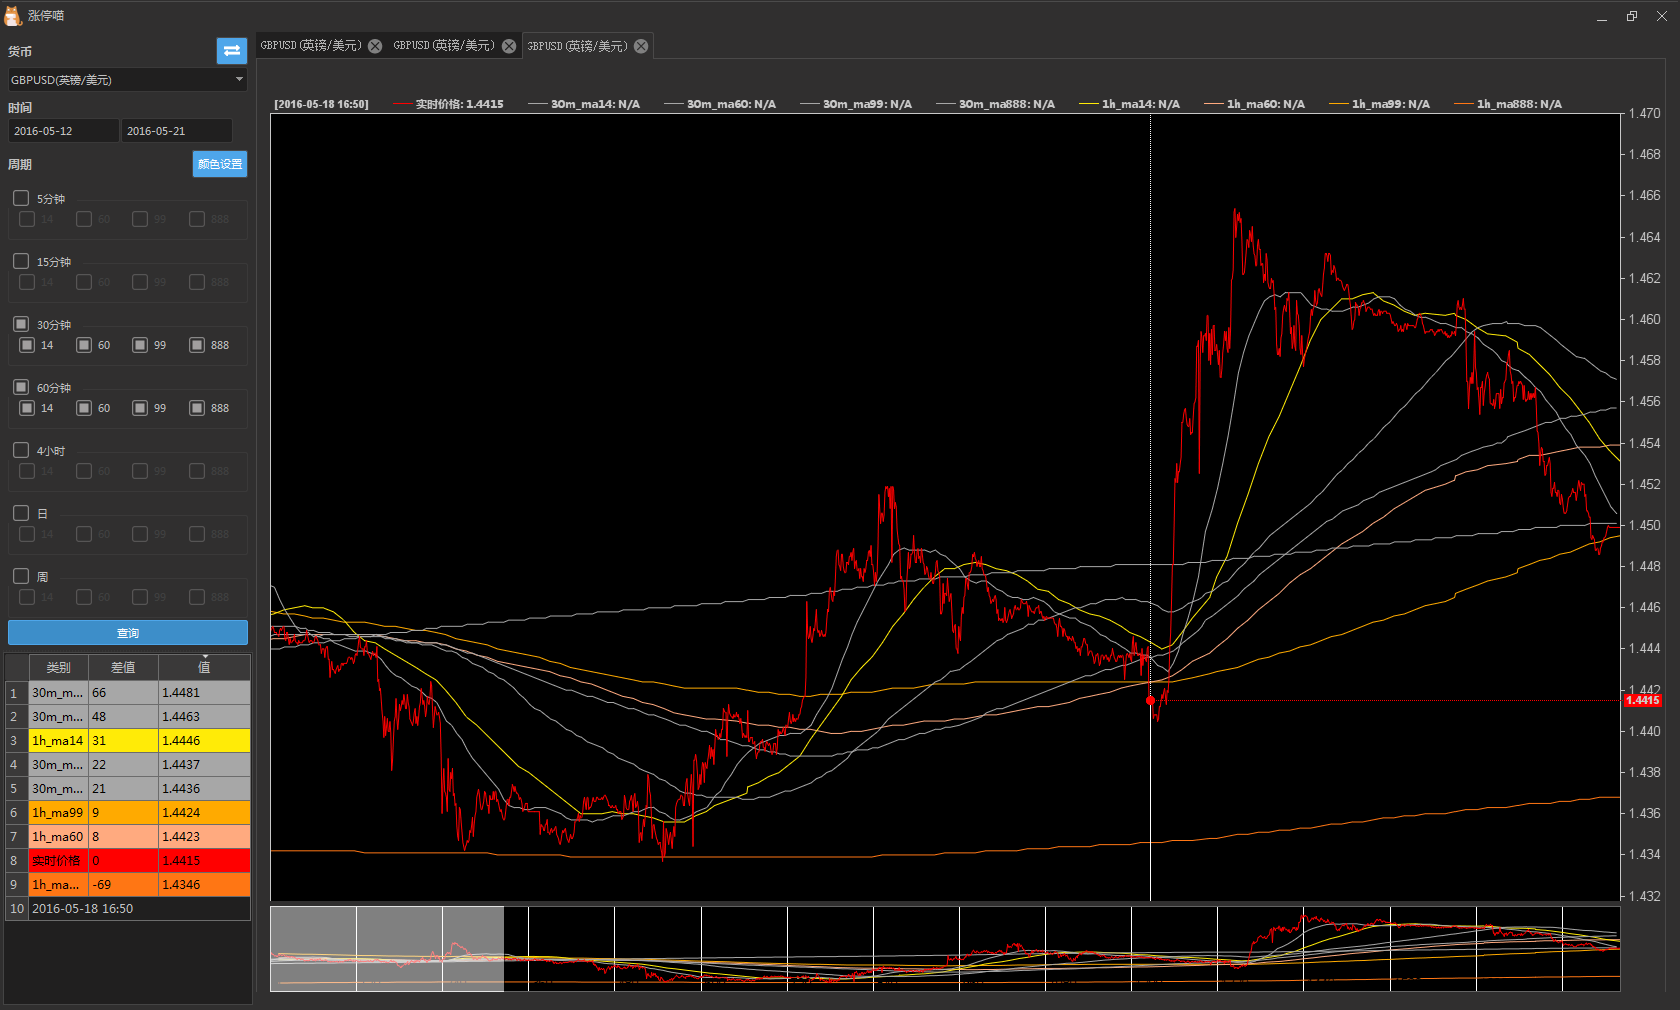 涨停喵
货币
GBPUSD(英镑/美元)
时间
2016-05-12 2016-05-21
周期 颜色设置
5分钟
14 60 99 888
15分钟
14 60 99 888
30分钟
14 60 99 888
60分钟
14 60 99 888
4小时
14 60 99 888
日
14 60 99 888
周
14 60 99 888
查询
类别 差值 值
1 30m_m... 66 1.4481
2 30m_m... 48 1.4463
3 1h_ma14 31 1.4446
4 30m_m... 22 1.4437
5 30m_m... 21 1.4436
6 1h_ma99 9 1.4424
7 1h_ma60 8 1.4423
8 实时价格 0 1.4415
9 1h_ma... -69 1.4346
10 2016-05-18 16:50
GBPUSD(英镑/美元) GBPUSD(英镑/美元) GBPUSD(英镑/美元)
[2016-05-18 16:50] 实时价格: 1.4415 30m_ma14: N/A 30m_ma60: N/A 30m_ma99: N/A 30m_ma888: N/A 1h_ma14: N/A 1h_ma60: N/A 1h_ma99: N/A 1h_ma888: N/A
1.470
1.468
1.466
1.464
1.462
1.460
1.458
1.456
1.454
1.452
1.450
1.448
1.446
1.444
1.442
1.4415
1.440
1.438
1.436
1.434
1.432